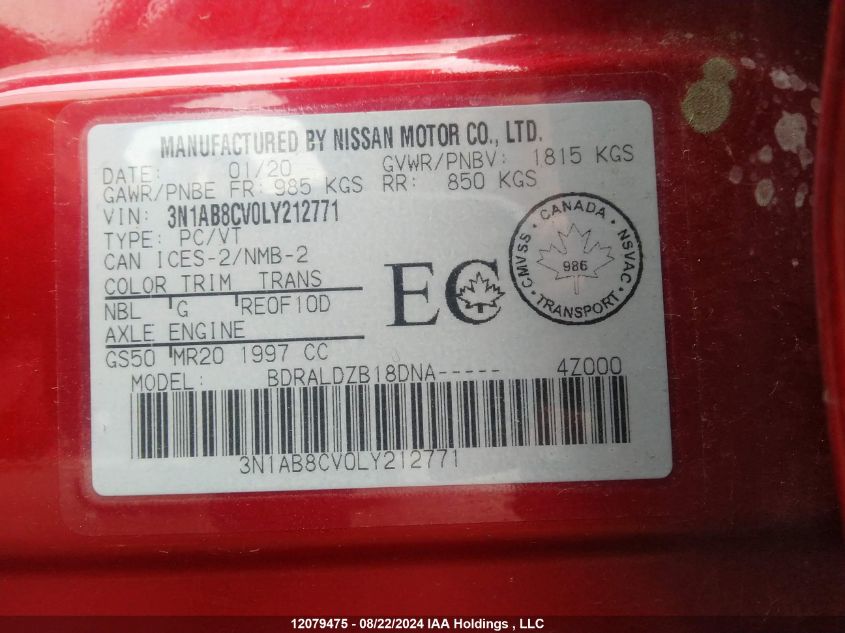 MANUFACTURED BY NISSAN MOTOR CO., LTD.
DATE: 01/20 GVWR/PNBV: 1815 KGS
GAWR/PNBE FR: 985 KGS RR: 850 KGS
VIN: 3N1AB8CV0LY212771
TYPE: PC/VT
CAN ICES-2/NMB-2
COLOR TRIM TRANS
NBL G RE0F10D
AXLE ENGINE
GS50 MR20 1997 CC
MODEL: BDRALDZB18DNA----- 4Z000
3N1AB8CV0LY212771
EC
CMVSS • CANADA • NSVAC • TRANSPORT •
986
12079475 - 08/22/2024 IAA Holdings , LLC